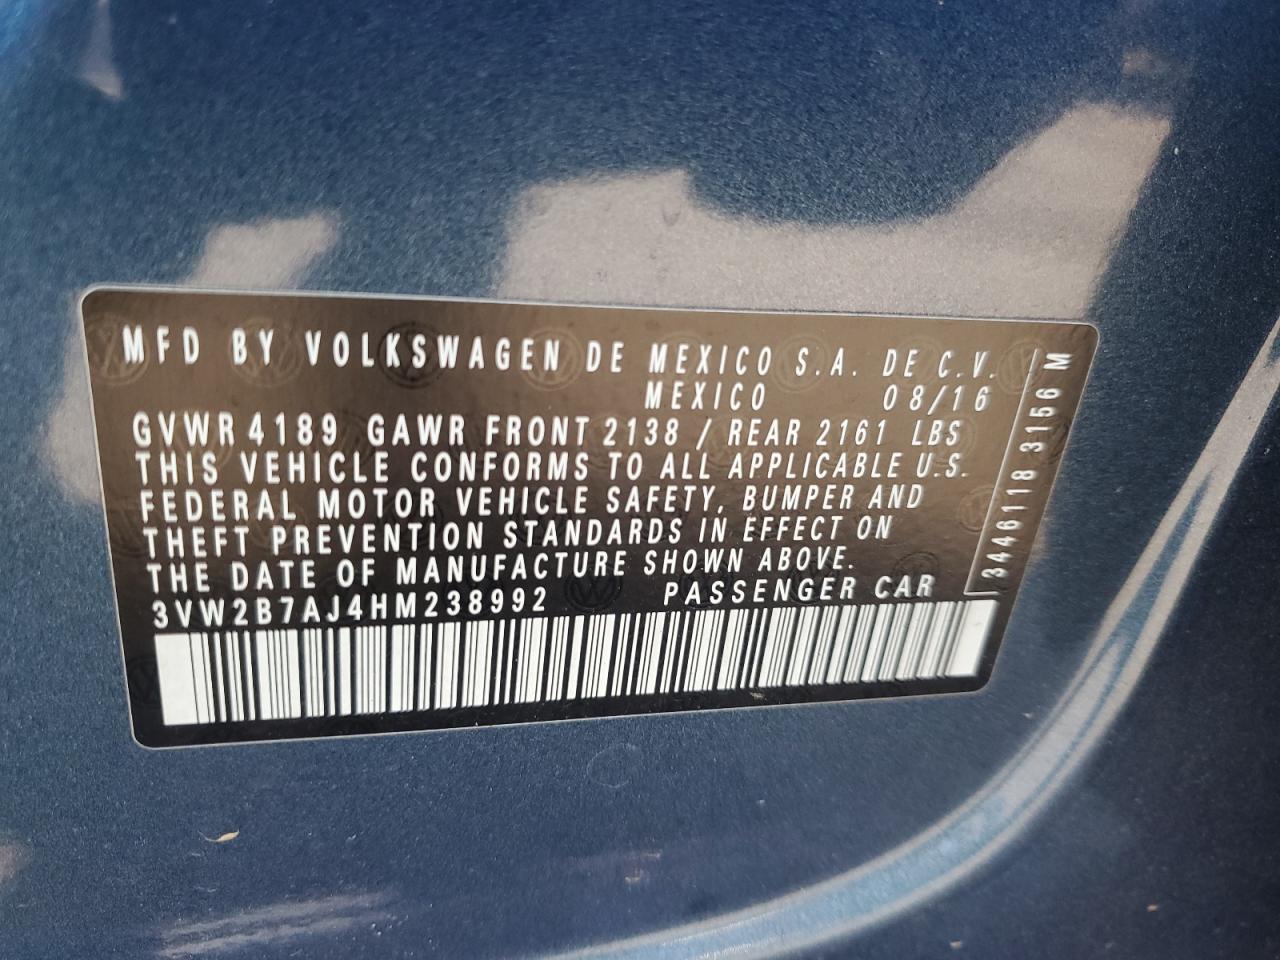 MFD BY VOLKSWAGEN DE MEXICO S.A. DE C.V.
MEXICO 08/16
GVWR 4189 GAWR FRONT 2138 / REAR 2161 LBS
THIS VEHICLE CONFORMS TO ALL APPLICABLE U.S.
FEDERAL MOTOR VEHICLE SAFETY, BUMPER AND
THEFT PREVENTION STANDARDS IN EFFECT ON
THE DATE OF MANUFACTURE SHOWN ABOVE.
3VW2B7AJ4HM238992 PASSENGER CAR
3446118 3156 M